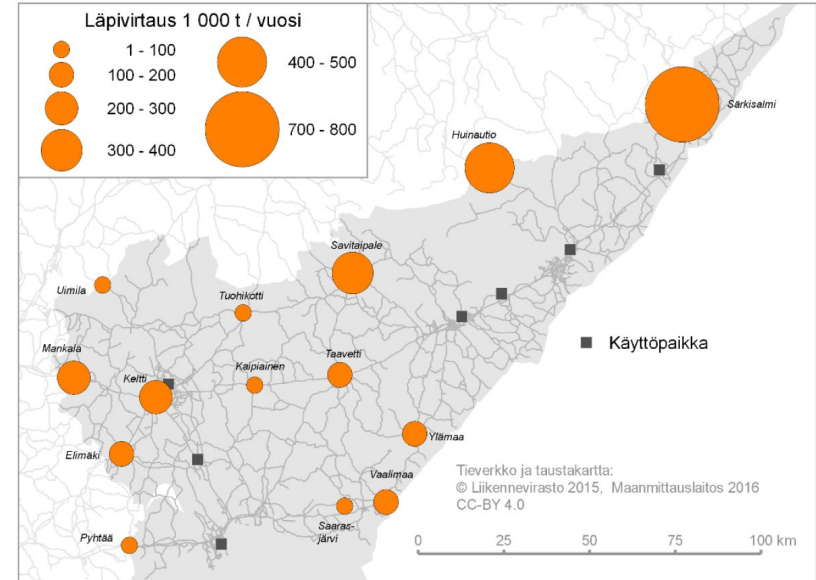 Läpivirtaus 1 000 t / vuosi
1 - 100
100 - 200
200 - 300
300 - 400
400 - 500
700 - 800
Särkisalmi
Huinautio
Savitaipale
Uimila
Tuohikotti
Käyttöpaikka
Mankala
Keltti
Kaipiainen
Taavetti
Ylämaa
Elimäki
Vaalimaa
Saaras-
järvi
Pyhtää
Tieverkko ja taustakartta:
© Liikennevirasto 2015, Maanmittauslaitos 2016
CC-BY 4.0
0 25 50 75 100 km